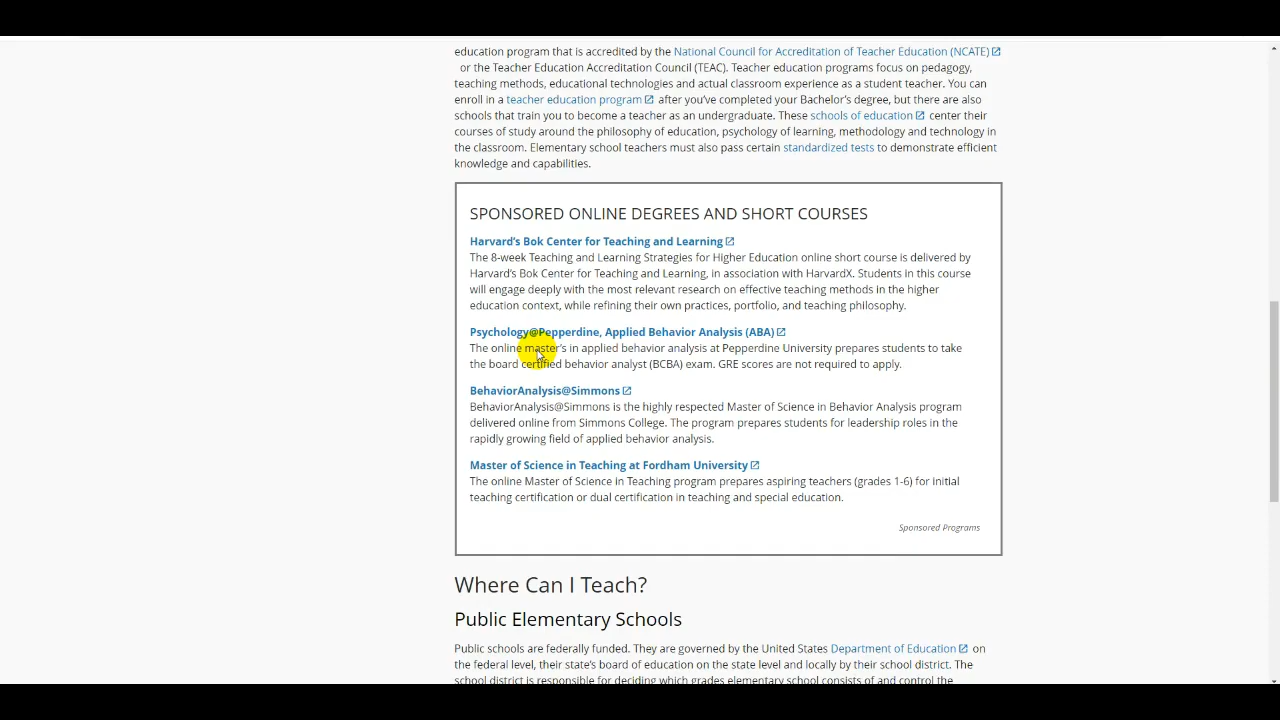 education program that is accredited by the National Council for Accreditation of Teacher Education (NCATE)
or the Teacher Education Accreditation Council (TEAC). Teacher education programs focus on pedagogy,
teaching methods, educational technologies and actual classroom experience as a student teacher. You can
enroll in a teacher education program after you've completed your Bachelor's degree, but there are also
schools that train you to become a teacher as an undergraduate. These schools of education center their
courses of study around the philosophy of education, psychology of learning, methodology and technology in
the classroom. Elementary school teachers must also pass certain standardized tests to demonstrate efficient
knowledge and capabilities.
SPONSORED ONLINE DEGREES AND SHORT COURSES
Harvard's Bok Center for Teaching and Learning
The 8-week Teaching and Learning Strategies for Higher Education online short course is delivered by
Harvard's Bok Center for Teaching and Learning, in association with HarvardX. Students in this course
will engage deeply with the most relevant research on effective teaching methods in the higher
education context, while refining their own practices, portfolio, and teaching philosophy.
Psychology@Pepperdine, Applied Behavior Analysis (ABA)
The online master's in applied behavior analysis at Pepperdine University prepares students to take
the board certified behavior analyst (BCBA) exam. GRE scores are not required to apply.
BehaviorAnalysis@Simmons
BehaviorAnalysis@Simmons is the highly respected Master of Science in Behavior Analysis program
delivered online from Simmons College. The program prepares students for leadership roles in the
rapidly growing field of applied behavior analysis.
Master of Science in Teaching at Fordham University
The online Master of Science in Teaching program prepares aspiring teachers (grades 1-6) for initial
teaching certification or dual certification in teaching and special education.
Sponsored Programs
Where Can I Teach?
Public Elementary Schools
Public schools are federally funded. They are governed by the United States Department of Education on
the federal level, their state's board of education on the state level and locally by their school district. The
school district is responsible for deciding which grades elementary school consists of and control the